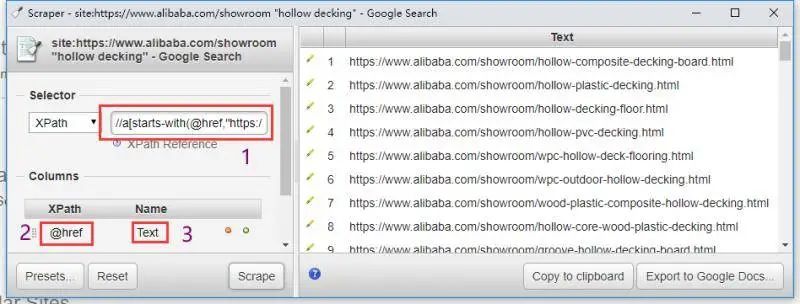 Scraper - site:https://www.alibaba.com/showroom "hollow decking" - Google Search
site:https://www.alibaba.com/showroom
"hollow decking" - Google Search
Selector
XPath
//a[starts-with(@href,"https:/
XPath Reference
1
Columns
XPath Name
2 @href Text 3
Presets... Reset Scrape
Text
1 https://www.alibaba.com/showroom/hollow-composite-decking-board.html
2 https://www.alibaba.com/showroom/hollow-plastic-decking.html
3 https://www.alibaba.com/showroom/hollow-decking-floor.html
4 https://www.alibaba.com/showroom/hollow-pvc-decking.html
5 https://www.alibaba.com/showroom/wpc-hollow-deck-flooring.html
6 https://www.alibaba.com/showroom/wpc-outdoor-hollow-decking.html
7 https://www.alibaba.com/showroom/wood-plastic-composite-hollow-decking.html
8 https://www.alibaba.com/showroom/hollow-core-wood-plastic-decking.html
9 https://www.alibaba.com/showroom/groove-hollow-decking-board.html
Copy to clipboard Export to Google Docs...
lar Sites